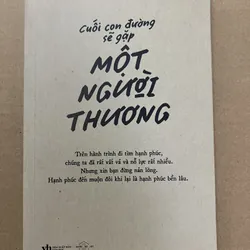 Cuối con đường
sẽ gặp
MỘT
NGƯỜI
THƯƠNG
Trên hành trình đi tìm hạnh phúc,
chúng ta đã rất vất vả và nỗ lực rất nhiều.
Nhưng xin bạn đừng nản lòng.
Hạnh phúc đến muộn đôi khi lại là hạnh phúc bền lâu.